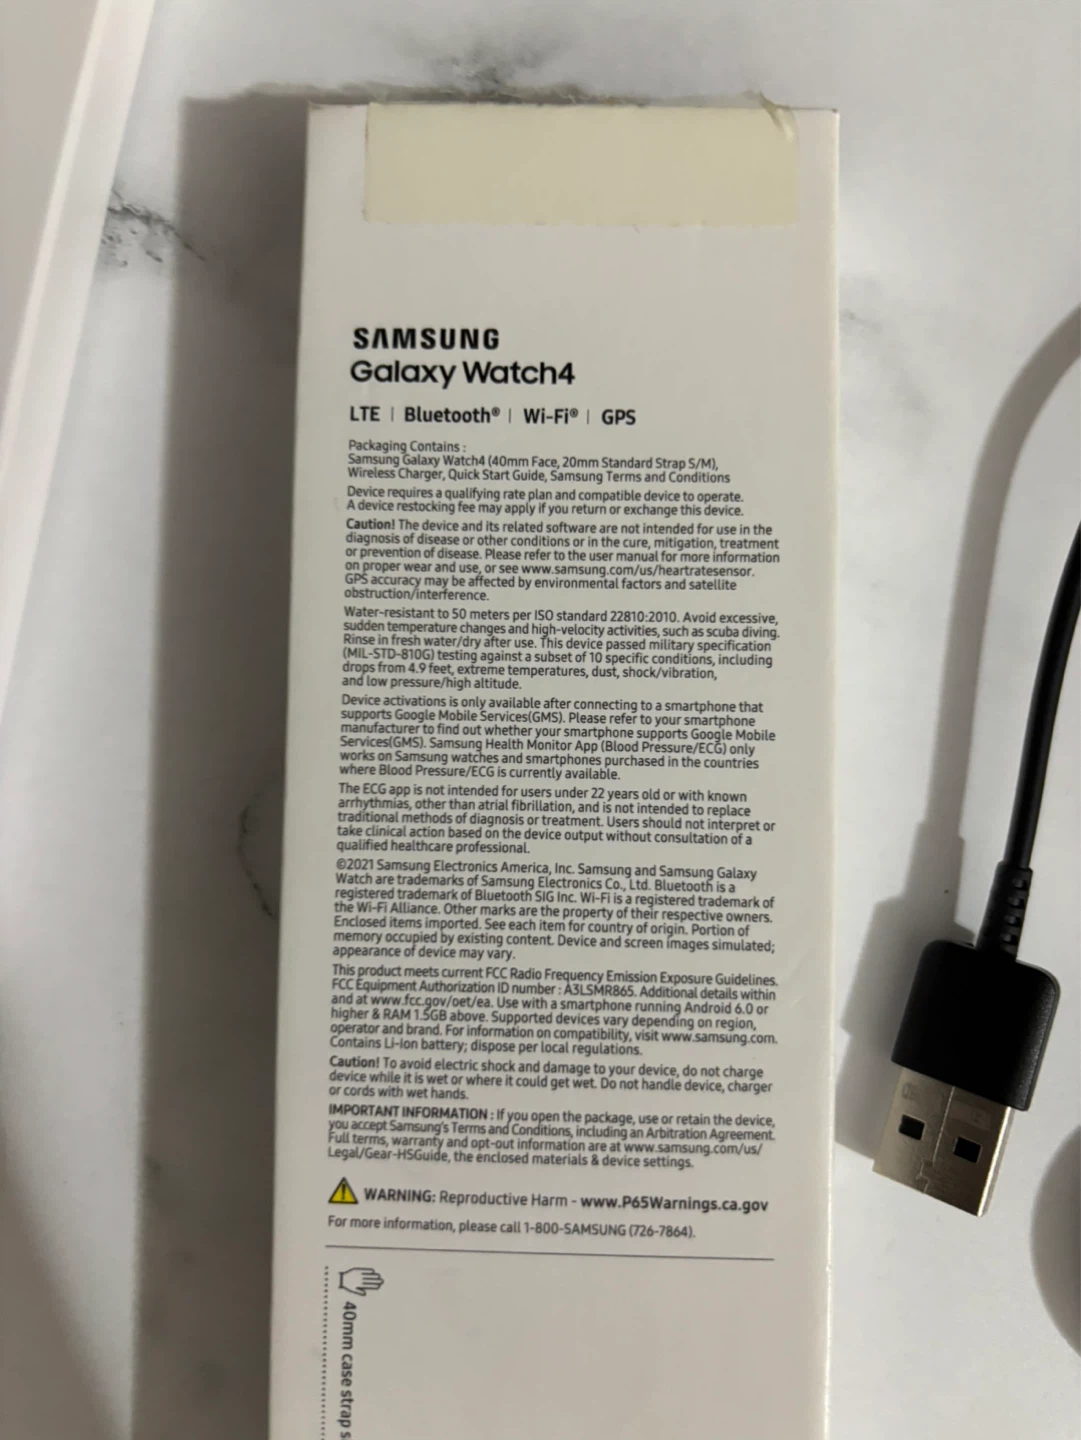 SAMSUNG
Galaxy Watch4
LTE | Bluetooth® | Wi-Fi® | GPS
Packaging Contains :
Samsung Galaxy Watch4 (40mm Face, 20mm Standard Strap S/M),
Wireless Charger, Quick Start Guide, Samsung Terms and Conditions
Device requires a qualifying rate plan and compatible device to operate.
A device restocking fee may apply if you return or exchange this device.
Caution! The device and its related software are not intended for use in the
diagnosis of disease or other conditions or in the cure, mitigation, treatment
or prevention of disease. Please refer to the user manual for more information
on proper wear and use, or see www.samsung.com/us/heartratesensor.
GPS accuracy may be affected by environmental factors and satellite
obstruction/interference.
Water-resistant to 50 meters per ISO standard 22810:2010. Avoid excessive,
sudden temperature changes and high-velocity activities, such as scuba diving.
Rinse in fresh water/dry after use. This device passed military specification
(MIL-STD-810G) testing against a subset of 10 specific conditions, including
drops from 4.9 feet, extreme temperatures, dust, shock/vibration,
and low pressure/high altitude.
Device activations is only available after connecting to a smartphone that
supports Google Mobile Services(GMS). Please refer to your smartphone
manufacturer to find out whether your smartphone supports Google Mobile
Services(GMS). Samsung Health Monitor App (Blood Pressure/ECG) only
works on Samsung watches and smartphones purchased in the countries
where Blood Pressure/ECG is currently available.
The ECG app is not intended for users under 22 years old or with known
arrhythmias, other than atrial fibrillation, and is not intended to replace
traditional methods of diagnosis or treatment. Users should not interpret or
take clinical action based on the device output without consultation of a
qualified healthcare professional.
©2021 Samsung Electronics America, Inc. Samsung and Samsung Galaxy
Watch are trademarks of Samsung Electronics Co., Ltd. Bluetooth is a
registered trademark of Bluetooth SIG Inc. Wi-Fi is a registered trademark of
the Wi-Fi Alliance. Other marks are the property of their respective owners.
Enclosed items imported. See each item for country of origin. Portion of
memory occupied by existing content. Device and screen images simulated;
appearance of device may vary.
This product meets current FCC Radio Frequency Emission Exposure Guidelines.
FCC Equipment Authorization ID number : A3LSMR865. Additional details within
and at www.fcc.gov/oet/ea. Use with a smartphone running Android 6.0 or
higher & RAM 1.5GB above. Supported devices vary depending on region,
operator and brand. For information on compatibility, visit www.samsung.com.
Contains Li-Ion battery; dispose per local regulations.
Caution! To avoid electric shock and damage to your device, do not charge
device while it is wet or where it could get wet. Do not handle device, charger
or cords with wet hands.
IMPORTANT INFORMATION : If you open the package, use or retain the device,
you accept Samsung's Terms and Conditions, including an Arbitration Agreement.
Full terms, warranty and opt-out information are at www.samsung.com/us/
Legal/Gear-HSGuide, the enclosed materials & device settings.
WARNING: Reproductive Harm - www.P65Warnings.ca.gov
For more information, please call 1-800-SAMSUNG (726-7864).
40mm case strap s